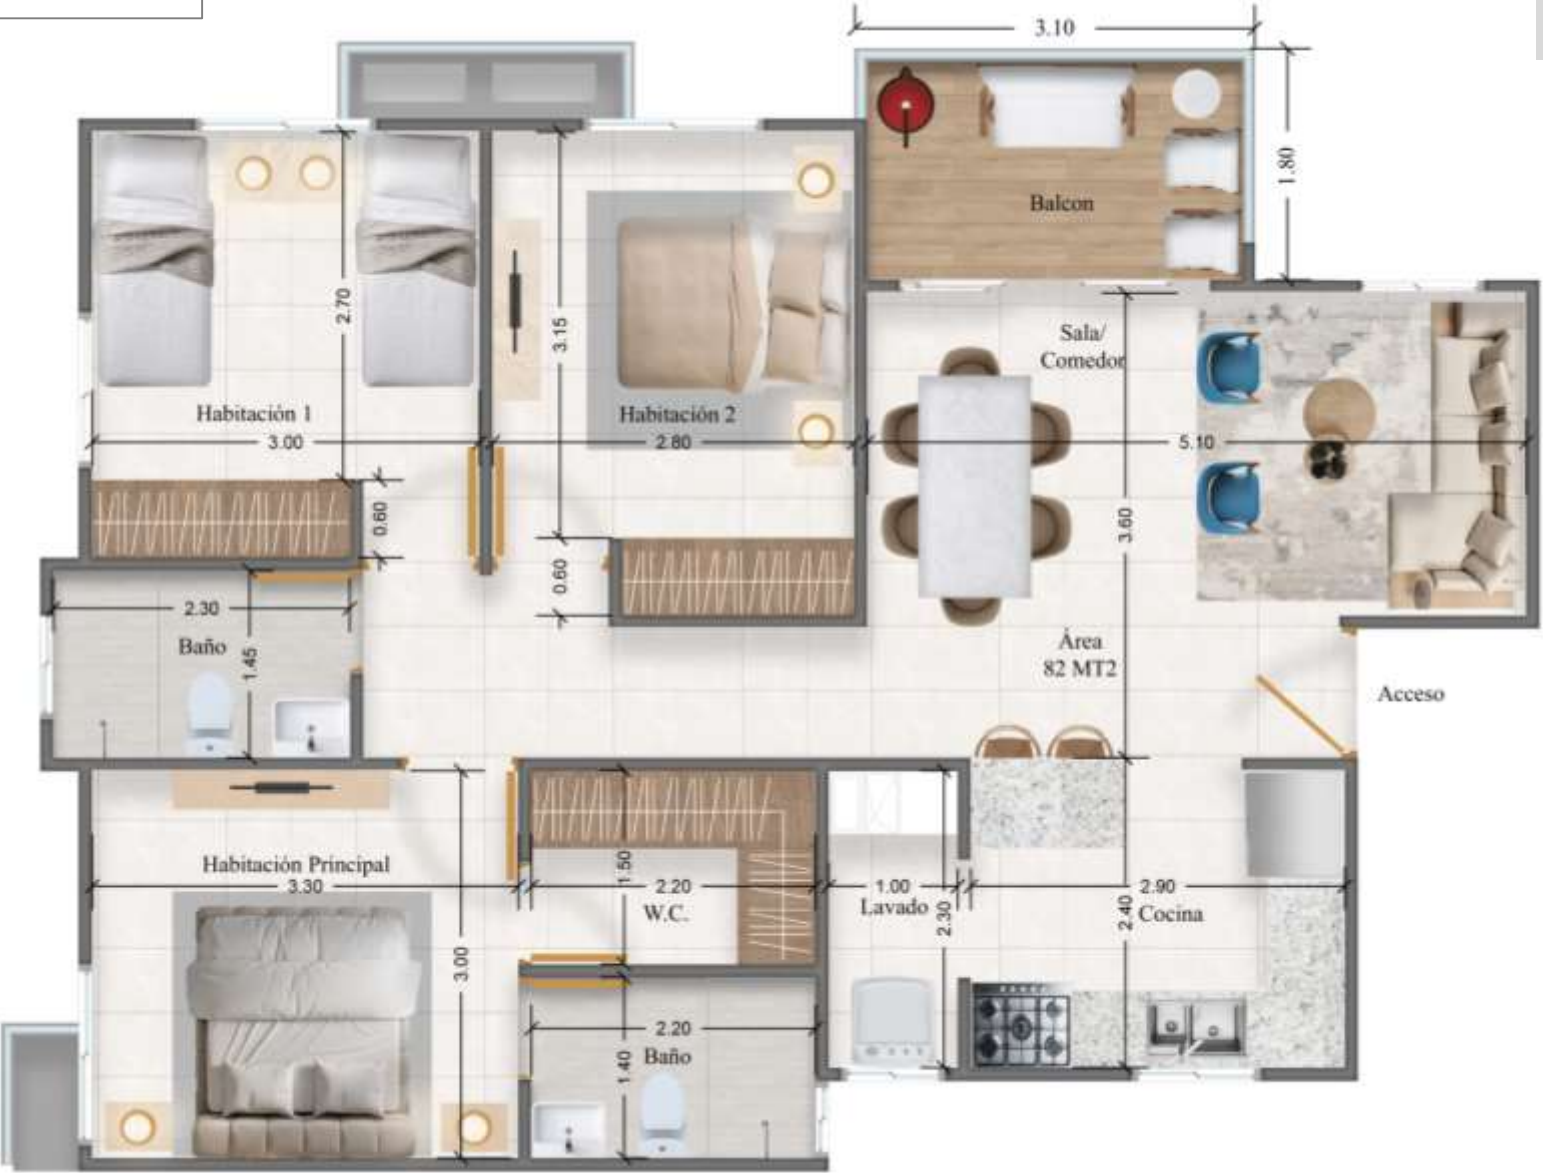 3.10
1.80
Balcon
2.70
3.15
Sala/
Comedor
Habitación 1
3.00
Habitación 2
2.80
5.10
0.60
3.60
0.60
2.30
Baño
1.45
Área
82 MT2
Acceso
Habitación Principal
3.30
1.50
2.20
W.C.
1.00
Lavado
2.30
2.90
2.40
Cocina
3.00
2.20
Baño
1.40